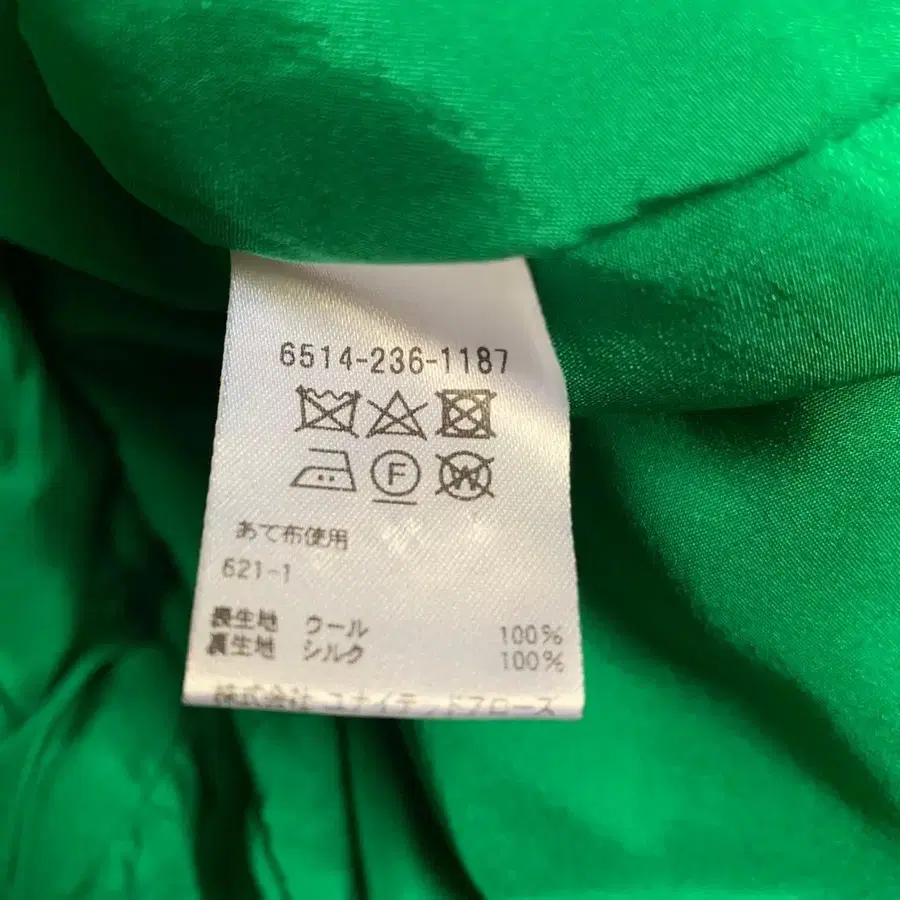 6514-236-1187
F W
あて布使用
621-1
表生地 ウール 100%
裏生地 シルク 100%
株式会社 ユナイテッドアローズ